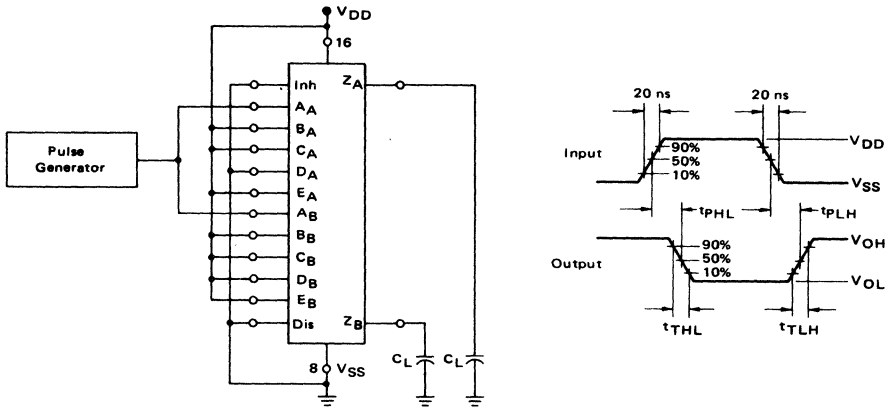 VDD
16
Inh
ZA
AA
BA
CA
DA
EA
AB
BB
CB
DB
EB
Dis
ZB
Pulse
Generator
CL
CL
8
VSS
20 ns
20 ns
Input
90%
50%
10%
VDD
VSS
tPHL
tPLH
Output
90%
50%
10%
VOH
VOL
tTHL
tTLH